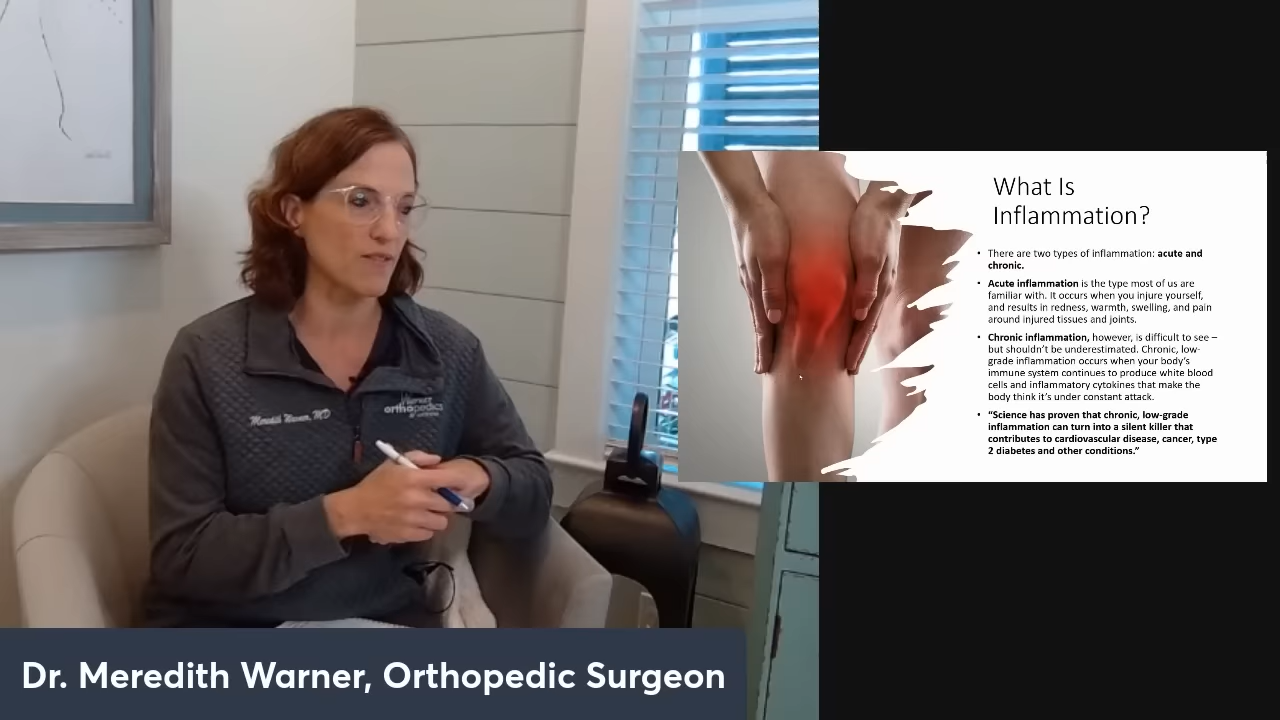 What Is
Inflammation?
• There are two types of inflammation: acute and
chronic.
• Acute inflammation is the type most of us are
familiar with. It occurs when you injure yourself,
and results in redness, warmth, swelling, and pain
around injured tissues and joints.
• Chronic inflammation, however, is difficult to see –
but shouldn't be underestimated. Chronic, low-
grade inflammation occurs when your body's
immune system continues to produce white blood
cells and inflammatory cytokines that make the
body think it's under constant attack.
• “Science has proven that chronic, low-grade
inflammation can turn into a silent killer that
contributes to cardiovascular disease, cancer, type
2 diabetes and other conditions.”
Meredith Warner, MD
Warner
orthopedics
Dr. Meredith Warner, Orthopedic Surgeon